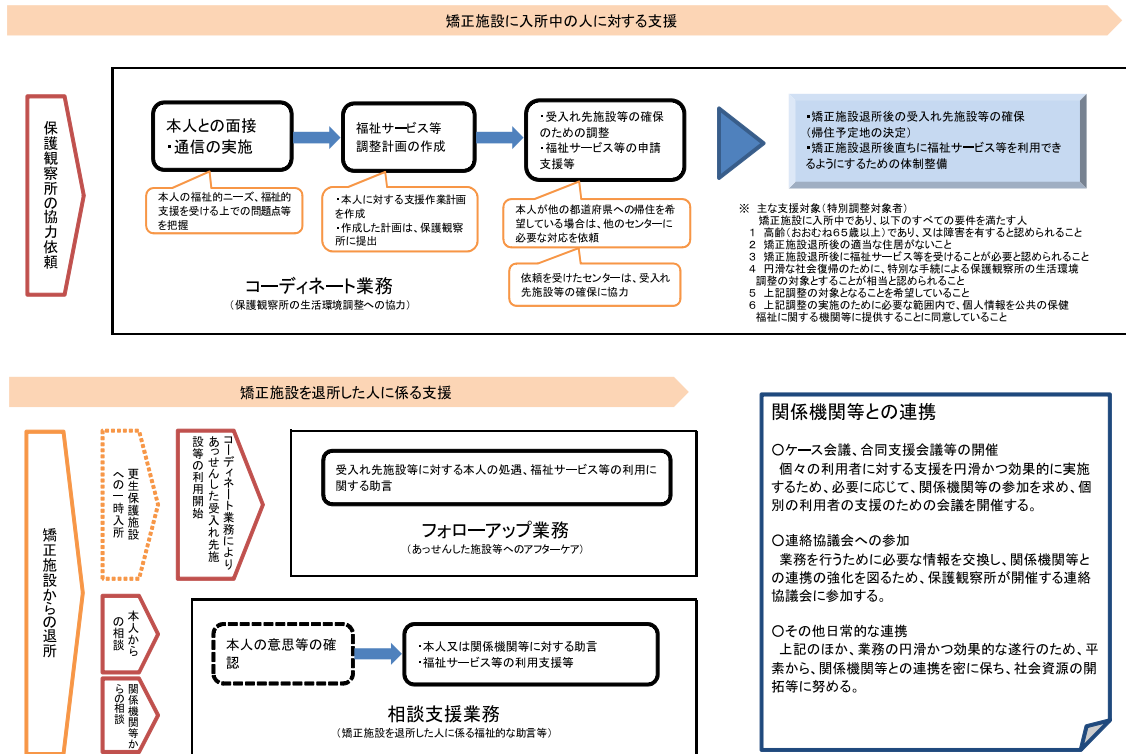 矯正施設に入所中の人に対する支援
保護観察所の協力依頼
本人との面接
・通信の実施
福祉サービス等
調整計画の作成
・受入れ先施設等の確保
のための調整
・福祉サービス等の申請
支援等
・矯正施設退所後の受入れ先施設等の確保
(帰住予定地の決定)
・矯正施設退所後直ちに福祉サービス等を利用でき
るようにするための体制整備
本人の福祉的ニーズ、福祉的
支援を受ける上での問題点等
を把握
・本人に対する支援作業計画
を作成
・作成した計画は、保護観察
所に提出
本人が他の都道府県への帰住を希
望している場合は、他のセンターに
必要な対応を依頼
依頼を受けたセンターは、受入れ
先施設等の確保に協力
コーディネート業務
(保護観察所の生活環境調整への協力)
※ 主な支援対象(特別調整対象者)
矯正施設に入所中であり、以下のすべての要件を満たす人
1 高齢(おおむね65歳以上)であり、又は障害を有すると認められること
2 矯正施設退所後の適当な住居がないこと
3 矯正施設退所後に福祉サービス等を受けることが必要と認められること
4 円滑な社会復帰のために、特別な手続による保護観察所の生活環境
調整の対象とすることが相当と認められること
5 上記調整の対象となることを希望していること
6 上記調整の実施のために必要な範囲内で、個人情報を公共の保健
福祉に関する機関等に提供することに同意していること
矯正施設を退所した人に係る支援
矯正施設からの退所
更生保護施設
への一時入所
コーディネート業務により
あっせんした受入れ先施
設等の利用開始
受入れ先施設等に対する本人の処遇、福祉サービス等の利用に
関する助言
フォローアップ業務
(あっせんした施設等へのアフターケア)
本人から
の相談
関係機関等か
らの相談
本人の意思等の確
認
・本人又は関係機関等に対する助言
・福祉サービス等の利用支援等
相談支援業務
(矯正施設を退所した人に係る福祉的な助言等)
関係機関等との連携
○ケース会議、合同支援会議等の開催
個々の利用者に対する支援を円滑かつ効果的に実施
するため、必要に応じて、関係機関等の参加を求め、個
別の利用者の支援のための会議を開催する。
○連絡協議会への参加
業務を行うために必要な情報を交換し、関係機関等と
の連携の強化を図るため、保護観察所が開催する連絡
協議会に参加する。
○その他日常的な連携
上記のほか、業務の円滑かつ効果的な遂行のため、平
素から、関係機関等との連携を密に保ち、社会資源の開
拓等に努める。